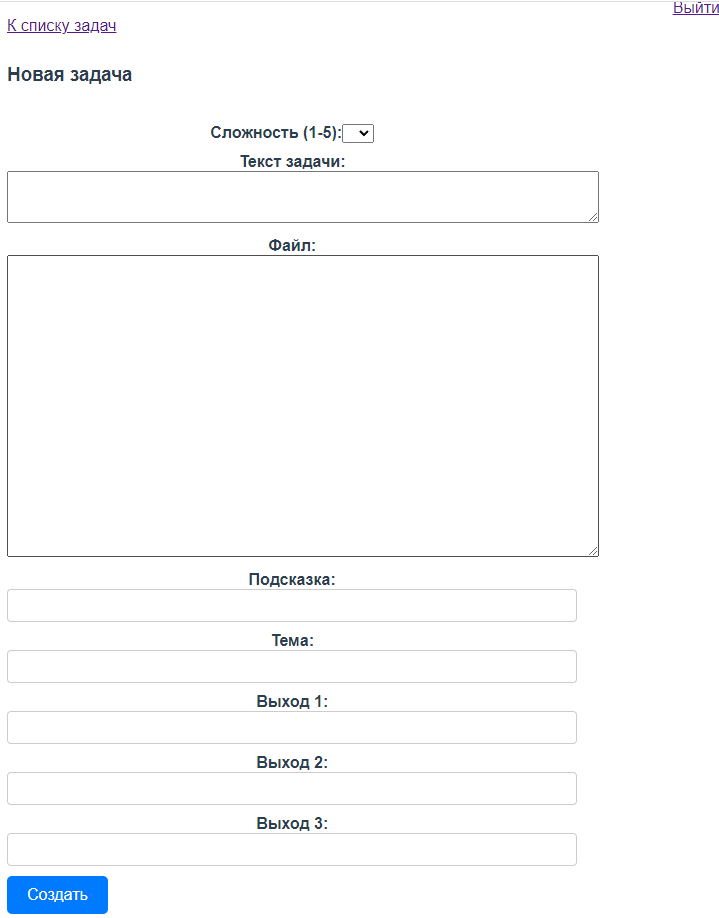 Выйти
К списку задач
Новая задача
Сложность (1-5):
Текст задачи:
Файл:
Подсказка:
Тема:
Выход 1:
Выход 2:
Выход 3:
Создать